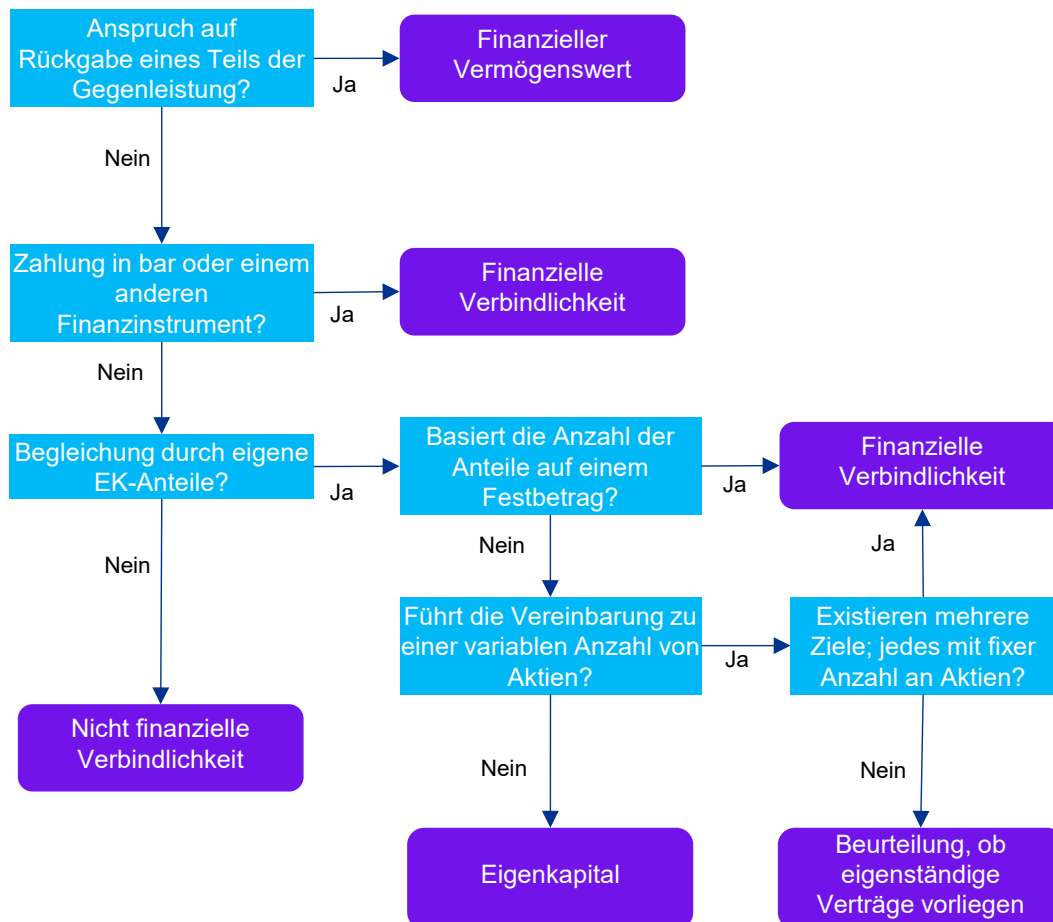 Anspruch auf
Rückgabe eines Teils der
Gegenleistung?
Ja
Finanzieller
Vermögenswert
Nein
Zahlung in bar oder einem
anderen
Finanzinstrument?
Ja
Finanzielle
Verbindlichkeit
Nein
Begleichung durch eigene
EK-Anteile?
Ja
Basiert die Anzahl der
Anteile auf einem
Festbetrag?
Ja
Finanzielle
Verbindlichkeit
Nein
Nein
Ja
Führt die Vereinbarung zu
einer variablen Anzahl von
Aktien?
Ja
Existieren mehrere
Ziele; jedes mit fixer
Anzahl an Aktien?
Nicht finanzielle
Verbindlichkeit
Nein
Nein
Eigenkapital
Beurteilung, ob
eigenständige
Verträge vorliegen